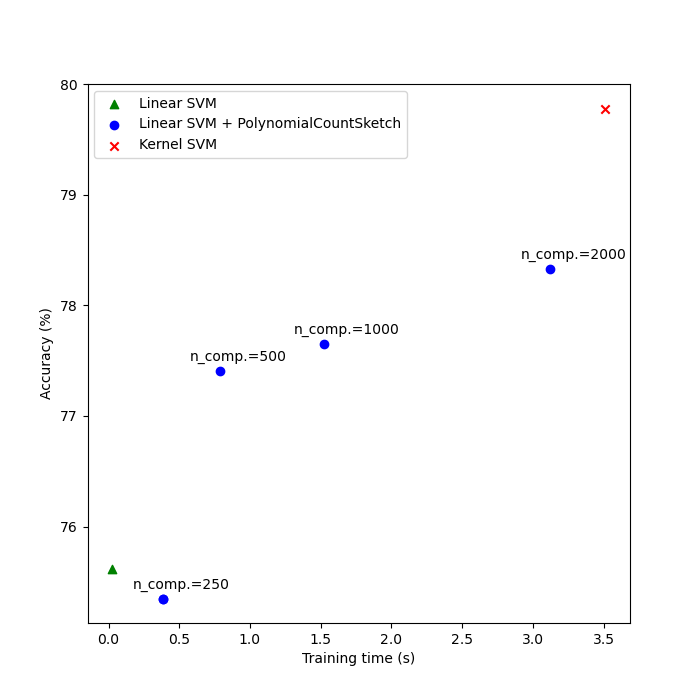 80
Linear SVM
Linear SVM + PolynomialCountSketch
Kernel SVM
79
n_comp.=2000
78
n_comp.=1000
n_comp.=500
77
76
n_comp.=250
Accuracy (%)
0.0 0.5 1.0 1.5 2.0 2.5 3.0 3.5
Training time (s)